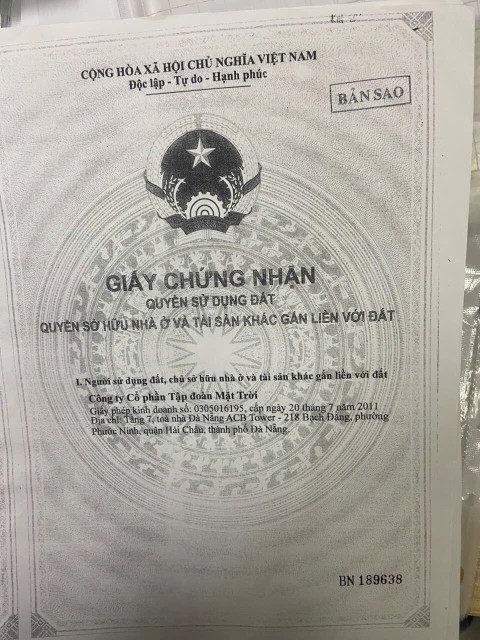 CỘNG HÒA XÃ HỘI CHỦ NGHĨA VIỆT NAM
Độc lập - Tự do - Hạnh phúc
BẢN SAO
GIẤY CHỨNG NHẬN
QUYỀN SỬ DỤNG ĐẤT
QUYỀN SỞ HỮU NHÀ Ở VÀ TÀI SẢN KHÁC GẮN LIỀN VỚI ĐẤT
I. Người sử dụng đất, chủ sở hữu nhà ở và tài sản khác gắn liền với đất
Công ty Cổ phần Tập đoàn Mặt Trời
Giấy phép kinh doanh số: 0305016195, cấp ngày 20 tháng 7 năm 2011
Địa chỉ: Tầng 7, toà nhà Đà Nẵng ACB Tower - 218 Bạch Đằng, phường
Phước Ninh, quận Hải Châu, thành phố Đà Nẵng.
BN 189638